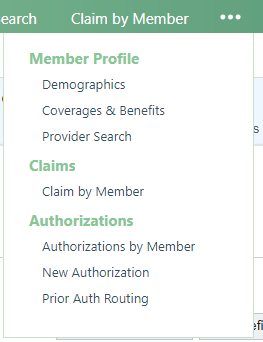 earch Claim by Member •••
Member Profile
Demographics
Coverages & Benefits
Provider Search
Claims
Claim by Member
Authorizations
Authorizations by Member
New Authorization
Prior Auth Routing